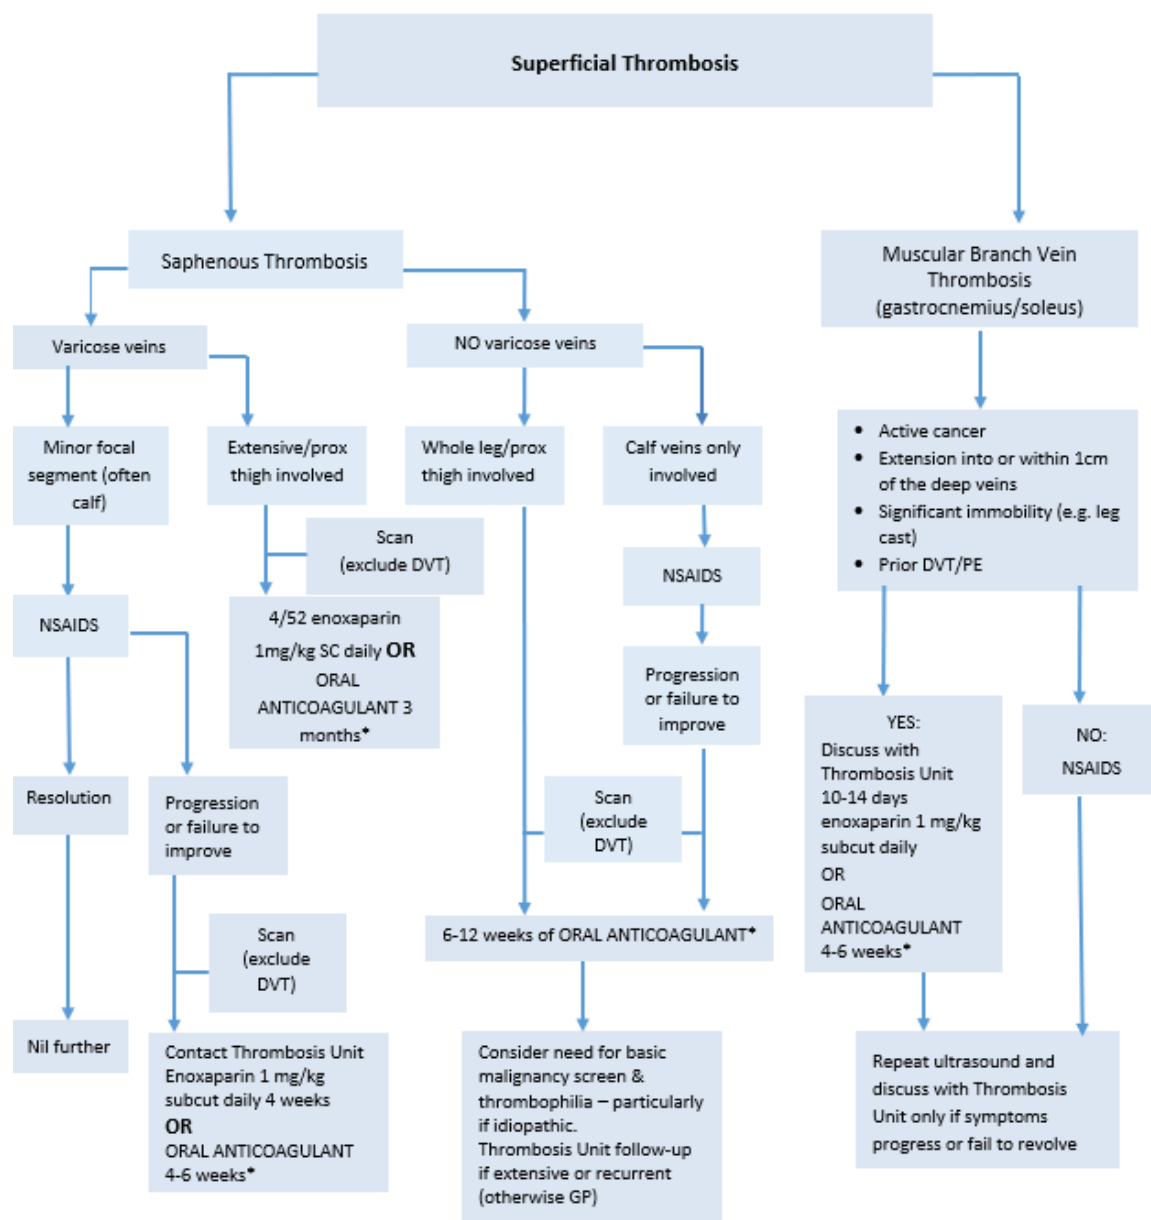 Superficial Thrombosis
Saphenous Thrombosis
Muscular Branch Vein
Thrombosis
(gastrocnemius/soleus)
Varicose veins
NO varicose veins
Minor focal
segment (often
calf)
Extensive/prox
thigh involved
Whole leg/prox
thigh involved
Calf veins only
involved
• Active cancer
• Extension into or within 1cm
of the deep veins
• Significant immobility (e.g. leg
cast)
• Prior DVT/PE
Scan
(exclude DVT)
NSAIDS
NSAIDS
4/52 enoxaparin
1mg/kg SC daily OR
ORAL
ANTICOAGULANT 3
months*
Progression
or failure to
improve
YES:
Discuss with
Thrombosis Unit
10-14 days
enoxaparin 1 mg/kg
subcut daily
OR
ORAL
ANTICOAGULANT
4-6 weeks*
NO:
NSAIDS
Resolution
Progression
or failure to
improve
Scan
(exclude
DVT)
Scan
(exclude
DVT)
6-12 weeks of ORAL ANTICOAGULANT*
Nil further
Contact Thrombosis Unit
Enoxaparin 1 mg/kg
subcut daily 4 weeks
OR
ORAL ANTICOAGULANT
4-6 weeks*
Consider need for basic
malignancy screen &
thrombophilia – particularly
if idiopathic.
Thrombosis Unit follow-up
if extensive or recurrent
(otherwise GP)
Repeat ultrasound and
discuss with Thrombosis
Unit only if symptoms
progress or fail to revolve